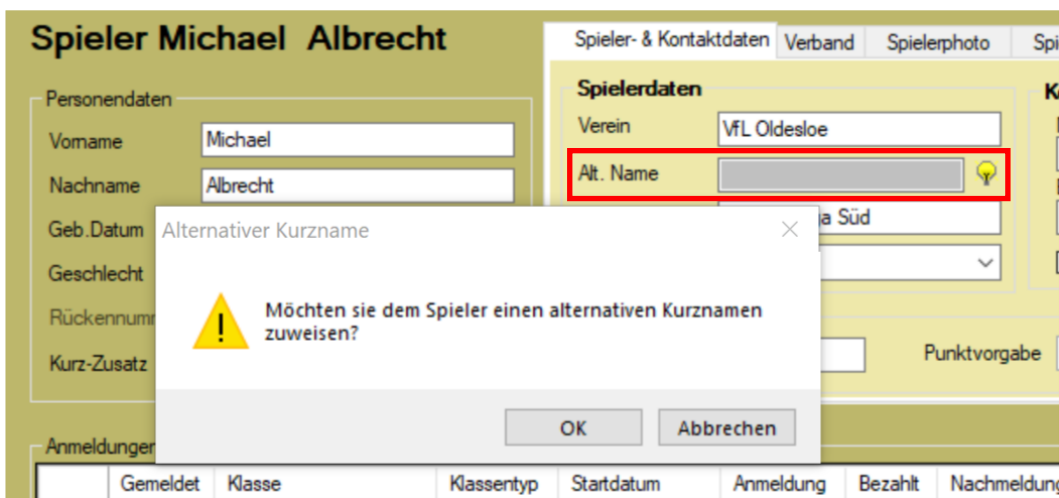 Spieler Michael Albrecht
Spieler- & Kontaktdaten Verband Spielerphoto
Personendaten
Vorname Michael
Nachname Albrecht
Geb.Datum
Geschlecht
Kurz-Zusatz
Spielerdaten
Verein VfL Oldesloe
Alt. Name
Süd
Punktvorgabe
Alternativer Kurzname
Möchten sie dem Spieler einen alternativen Kurznamen
zuweisen?
OK Abbrechen
Anmeldungen
Gemeldet Klasse Klassentyp Startdatum Anmeldung Bezahlt Nachmeldung